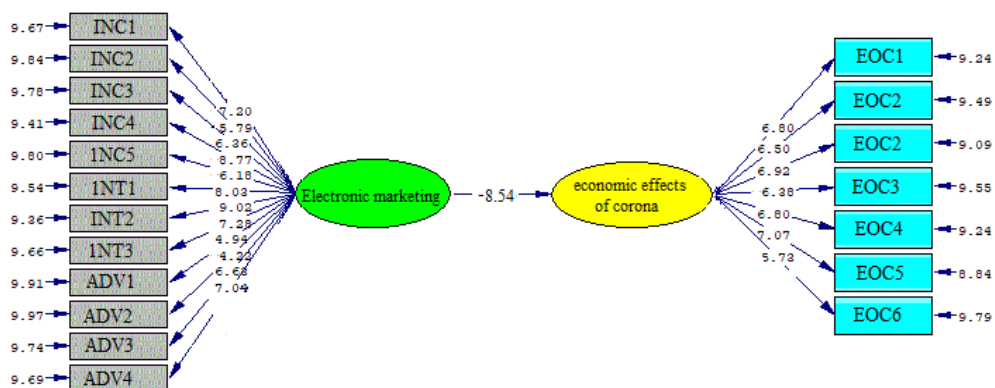 9.67 INC1
9.84 INC2
9.78 INC3
9.41 INC4
9.80 1NC5
9.54 1NT1
9.36 INT2
9.66 1NT3
9.91 ADV1
9.97 ADV2
9.74 ADV3
9.69 ADV4
7.20
5.79
6.36
8.77
6.18
8.03
9.02
7.28
4.94
4.22
6.68
7.04
Electronic marketing
-8.54
economic effects
of corona
6.80
6.50
6.92
6.38
6.80
7.07
5.73
EOC1 9.24
EOC2 9.49
EOC2 9.09
EOC3 9.55
EOC4 9.24
EOC5 8.84
EOC6 9.79